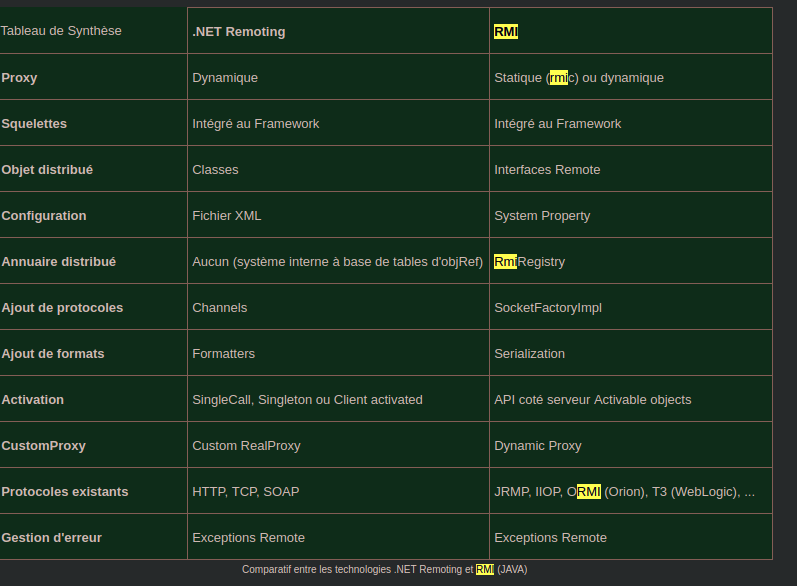 Tableau de Synthèse .NET Remoting RMI
Proxy Dynamique Statique (rmic) ou dynamique
Squelettes Intégré au Framework Intégré au Framework
Objet distribué Classes Interfaces Remote
Configuration Fichier XML System Property
Annuaire distribué Aucun (système interne à base de tables d'objRef) RmiRegistry
Ajout de protocoles Channels SocketFactoryImpl
Ajout de formats Formatters Serialization
Activation SingleCall, Singleton ou Client activated API coté serveur Activable objects
CustomProxy Custom RealProxy Dynamic Proxy
Protocoles existants HTTP, TCP, SOAP JRMP, IIOP, ORMI (Orion), T3 (WebLogic), ...
Gestion d'erreur Exceptions Remote Exceptions Remote
Comparatif entre les technologies .NET Remoting et RMI (JAVA)